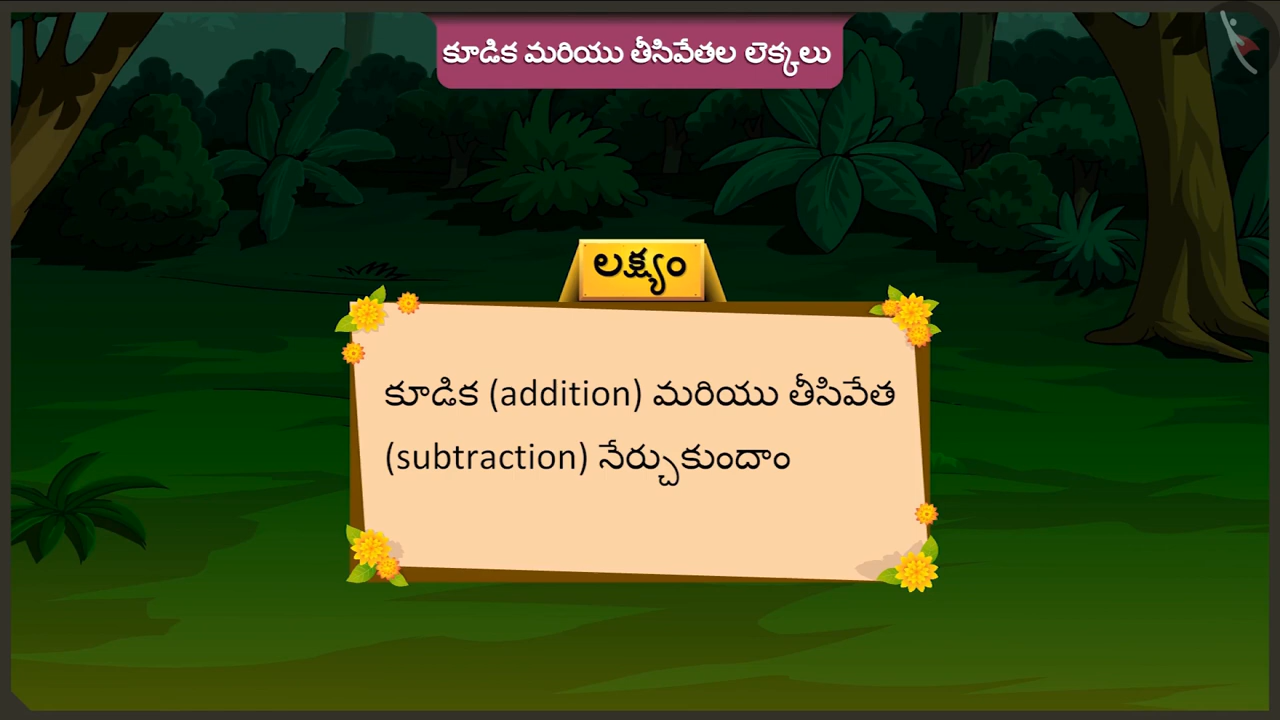 కూడిక మరియు తీసివేతల లెక్కలు
లక్ష్యం
కూడిక (addition) మరియు తీసివేత
(subtraction) నేర్చుకుందాం